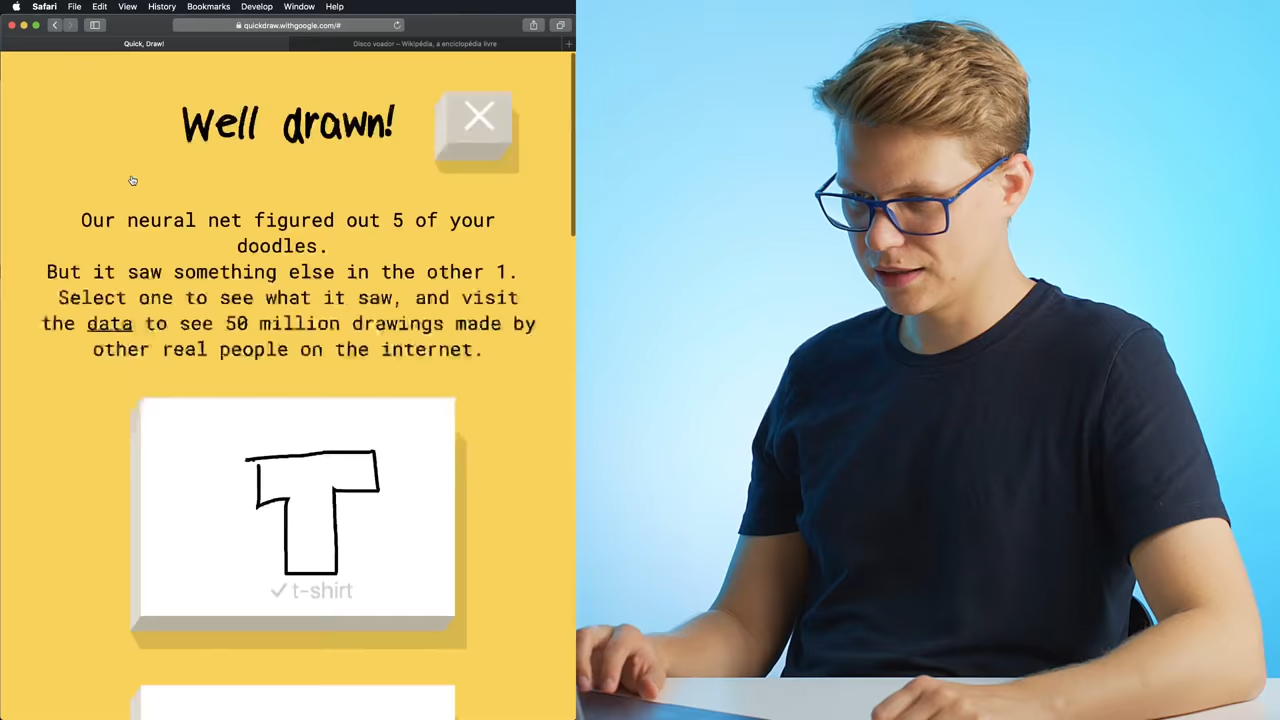 Safari File Edit View History Bookmarks Develop Window Help
quickdraw.withgoogle.com/#
Quick, Draw!
Disco voador – Wikipédia, a enciclopédia livre
Well drawn!
Our neural net figured out 5 of your
doodles.
But it saw something else in the other 1.
Select one to see what it saw, and visit
the data to see 50 million drawings made by
other real people on the internet.
t-shirt